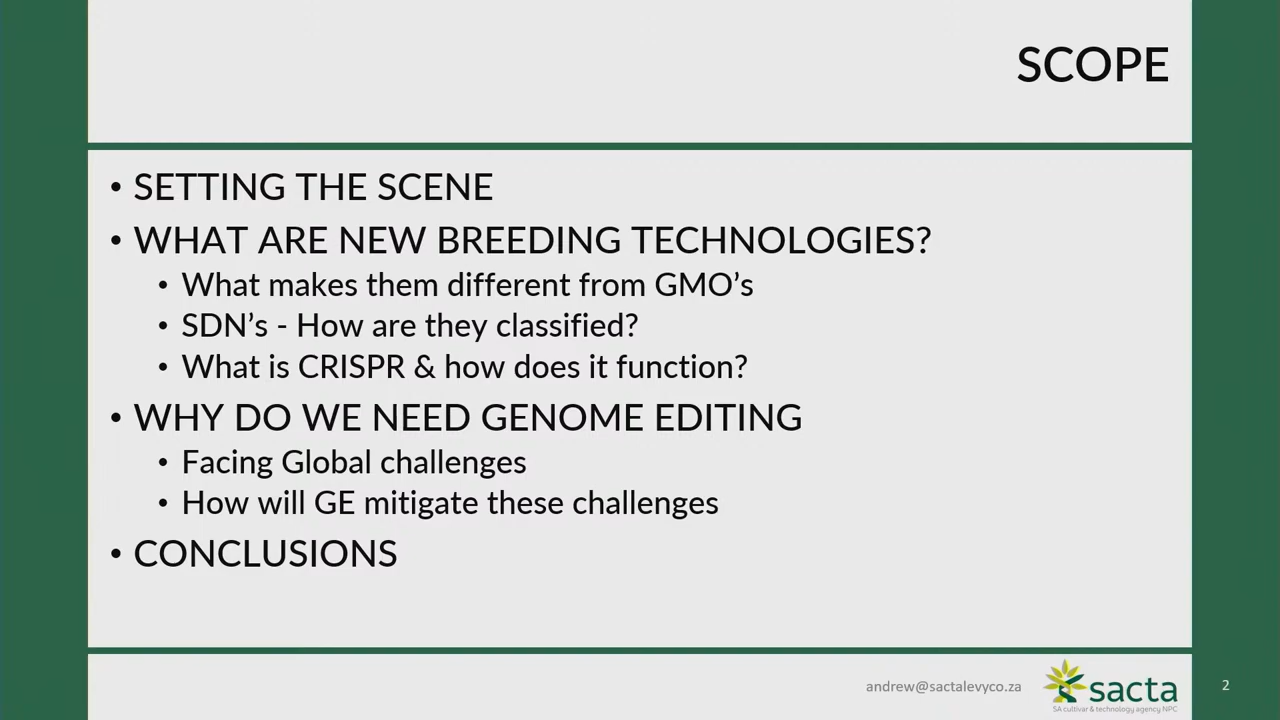 SCOPE
• SETTING THE SCENE
• WHAT ARE NEW BREEDING TECHNOLOGIES?
• What makes them different from GMO’s
• SDN’s - How are they classified?
• What is CRISPR & how does it function?
• WHY DO WE NEED GENOME EDITING
• Facing Global challenges
• How will GE mitigate these challenges
• CONCLUSIONS
andrew@sactalevyco.za
sacta
SA cultivar & technology agency NPC
2